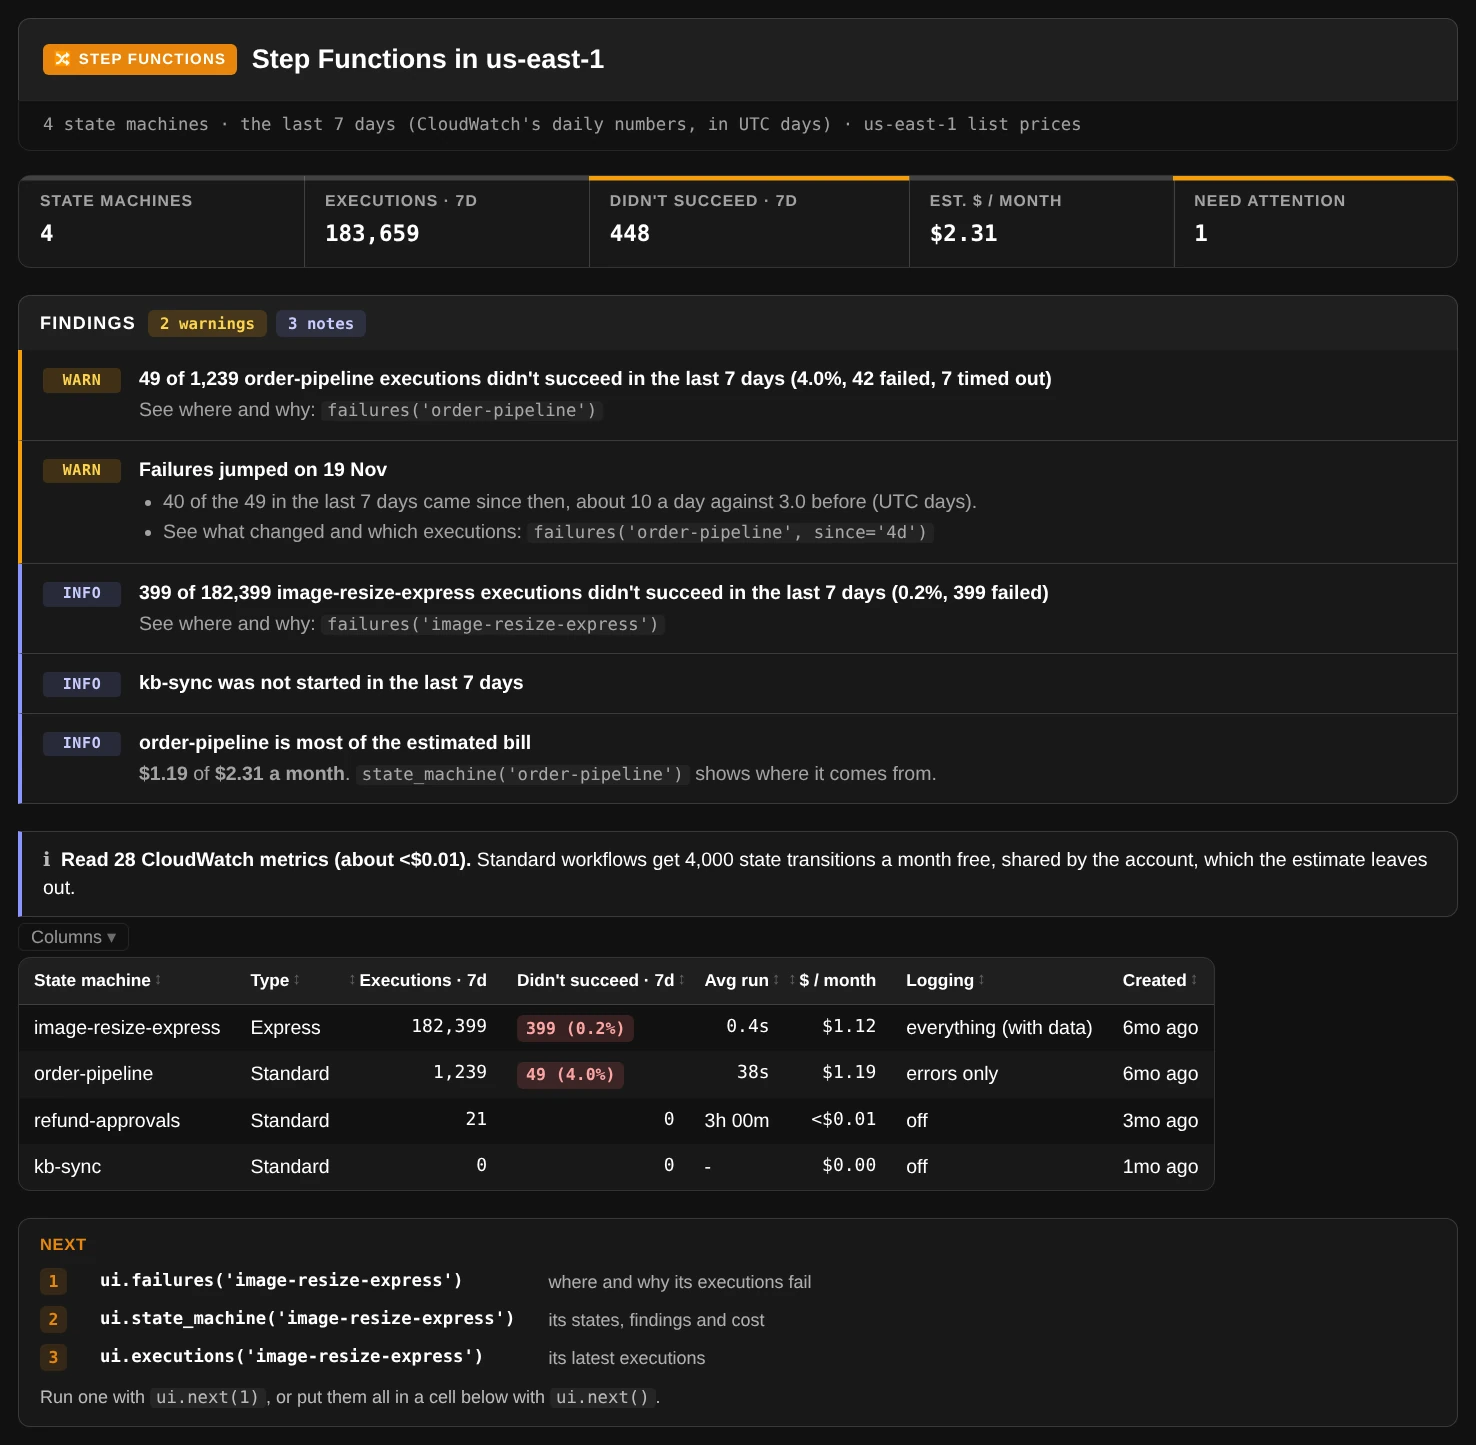 STEP FUNCTIONS Step Functions in us-east-1
4 state machines · the last 7 days (CloudWatch's daily numbers, in UTC days) · us-east-1 list prices
STATE MACHINES
4
EXECUTIONS · 7D
183,659
DIDN'T SUCCEED · 7D
448
EST. $ / MONTH
$2.31
NEED ATTENTION
1
FINDINGS 2 warnings 3 notes
WARN 49 of 1,239 order-pipeline executions didn't succeed in the last 7 days (4.0%, 42 failed, 7 timed out)
See where and why: failures('order-pipeline')
WARN Failures jumped on 19 Nov
• 40 of the 49 in the last 7 days came since then, about 10 a day against 3.0 before (UTC days).
• See what changed and which executions: failures('order-pipeline', since='4d')
INFO 399 of 182,399 image-resize-express executions didn't succeed in the last 7 days (0.2%, 399 failed)
See where and why: failures('image-resize-express')
INFO kb-sync was not started in the last 7 days
INFO order-pipeline is most of the estimated bill
$1.19 of $2.31 a month. state_machine('order-pipeline') shows where it comes from.
ℹ Read 28 CloudWatch metrics (about <$0.01). Standard workflows get 4,000 state transitions a month free, shared by the account, which the estimate leaves
out.
Columns ▾
State machine↕ Type↕ ↕Executions · 7d Didn't succeed · 7d↕ Avg run↕ ↕$ / month Logging↕ Created↕
image-resize-express Express 182,399 399 (0.2%) 0.4s $1.12 everything (with data) 6mo ago
order-pipeline Standard 1,239 49 (4.0%) 38s $1.19 errors only 6mo ago
refund-approvals Standard 21 0 3h 00m <$0.01 off 3mo ago
kb-sync Standard 0 0 - $0.00 off 1mo ago
NEXT
1 ui.failures('image-resize-express') where and why its executions fail
2 ui.state_machine('image-resize-express') its states, findings and cost
3 ui.executions('image-resize-express') its latest executions
Run one with ui.next(1), or put them all in a cell below with ui.next().